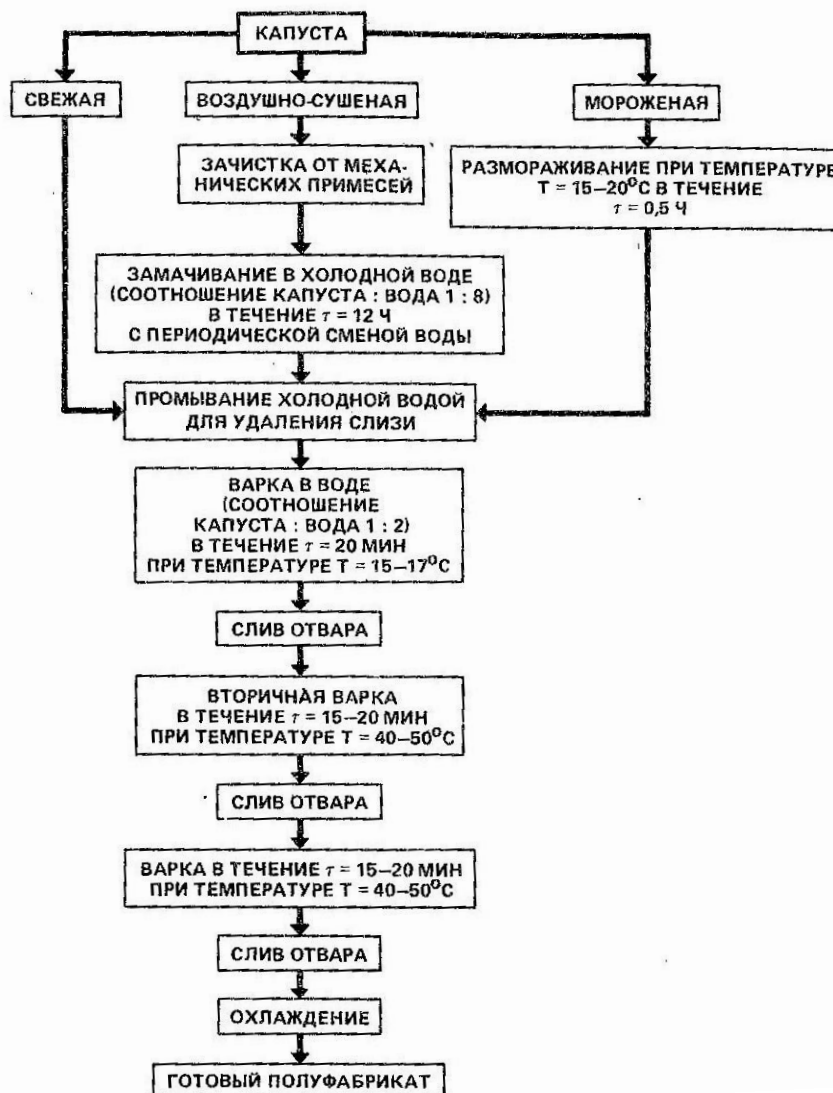 КАПУСТА
СВЕЖАЯ
ВОЗДУШНО-СУШЕНАЯ
МОРОЖЕНАЯ
ЗАЧИСТКА ОТ МЕХА-
НИЧЕСКИХ ПРИМЕСЕЙ
РАЗМОРАЖИВАНИЕ ПРИ ТЕМПЕРАТУРЕ
Т = 15–20°С В ТЕЧЕНИЕ
τ = 0,5 Ч
ЗАМАЧИВАНИЕ В ХОЛОДНОЙ ВОДЕ
(СООТНОШЕНИЕ КАПУСТА : ВОДА 1 : 8)
В ТЕЧЕНИЕ τ = 12 Ч
С ПЕРИОДИЧЕСКОЙ СМЕНОЙ ВОДЫ
ПРОМЫВАНИЕ ХОЛОДНОЙ ВОДОЙ
ДЛЯ УДАЛЕНИЯ СЛИЗИ
ВАРКА В ВОДЕ
(СООТНОШЕНИЕ
КАПУСТА : ВОДА 1 : 2)
В ТЕЧЕНИЕ τ = 20 МИН
ПРИ ТЕМПЕРАТУРЕ Т = 15–17°С
СЛИВ ОТВАРА
ВТОРИЧНАЯ ВАРКА
В ТЕЧЕНИЕ τ = 15–20 МИН
ПРИ ТЕМПЕРАТУРЕ Т = 40–50°С
СЛИВ ОТВАРА
ВАРКА В ТЕЧЕНИЕ τ = 15–20 МИН
ПРИ ТЕМПЕРАТУРЕ Т = 40–50°С
СЛИВ ОТВАРА
ОХЛАЖДЕНИЕ
ГОТОВЫЙ ПОЛУФАБРИКАТ